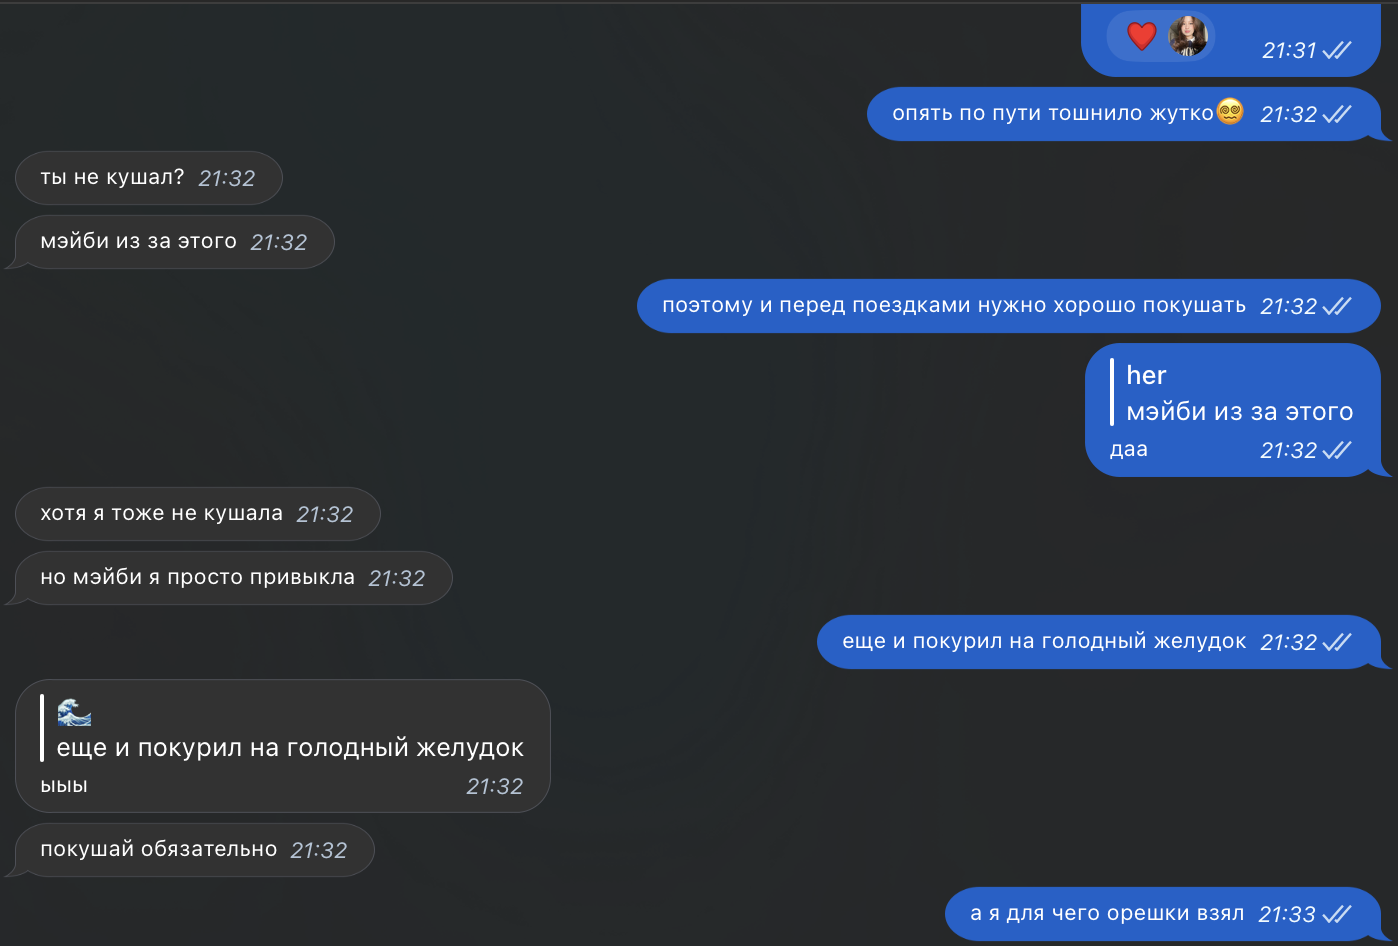 21:31
опять по пути тошнило жутко😵‍💫 21:32
ты не кушал? 21:32
мэйби из за этого 21:32
поэтому и перед поездками нужно хорошо покушать 21:32
her
мэйби из за этого
даа 21:32
хотя я тоже не кушала 21:32
но мэйби я просто привыкла 21:32
еще и покурил на голодный желудок 21:32
🌊
еще и покурил на голодный желудок
ыыы 21:32
покушай обязательно 21:32
а я для чего орешки взял 21:33